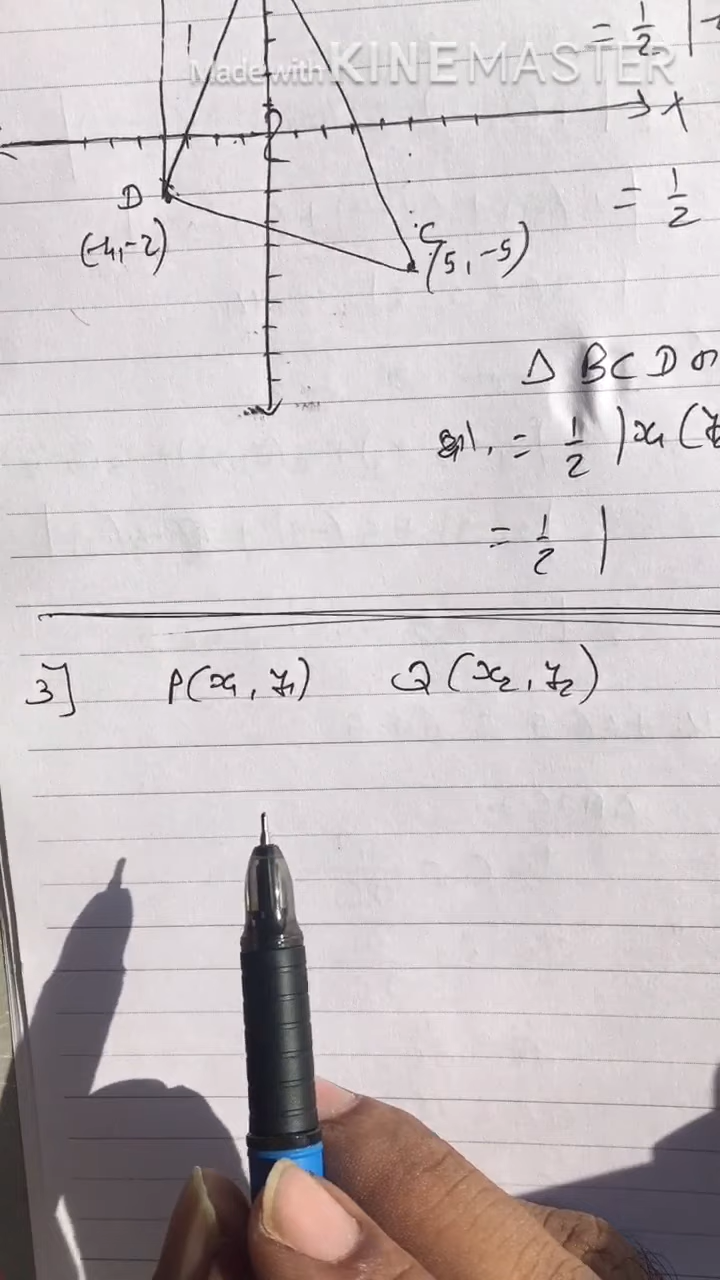 = 1/2 |
Made with KINEMASTER
x
D
= 1/2
(-4,-2)
C
(5,-5)
Δ BCD
= 1/2 |x₁(y₂
= 1/2 |
3] P(x₁, y₁) Q(x₂, y₂)